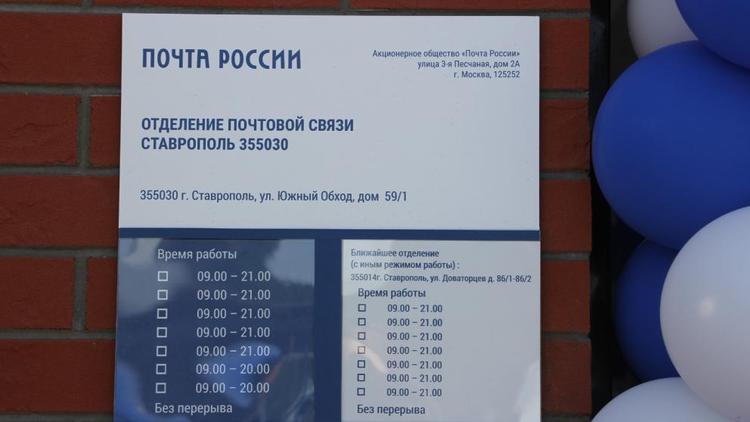 ПОЧТА РОССИИ
Акционерное общество «Почта России»
улица 3-я Песчаная, дом 2А
г. Москва, 125252
ОТДЕЛЕНИЕ ПОЧТОВОЙ СВЯЗИ
СТАВРОПОЛЬ 355030
355030 г. Ставрополь, ул. Южный Обход, дом 59/1
Время работы
09.00 – 21.00
09.00 – 21.00
09.00 – 21.00
09.00 – 21.00
09.00 – 21.00
09.00 – 20.00
09.00 – 20.00
Без перерыва
Ближайшее отделение
(с иным режимом работы) :
355014г. Ставрополь, ул. Доваторцев д. 86/1-86/2
Время работы
09.00 – 21.00
09.00 – 21.00
09.00 – 21.00
09.00 – 21.00
09.00 – 21.00
09.00 – 21.00
09.00 – 21.00
Без перерыва